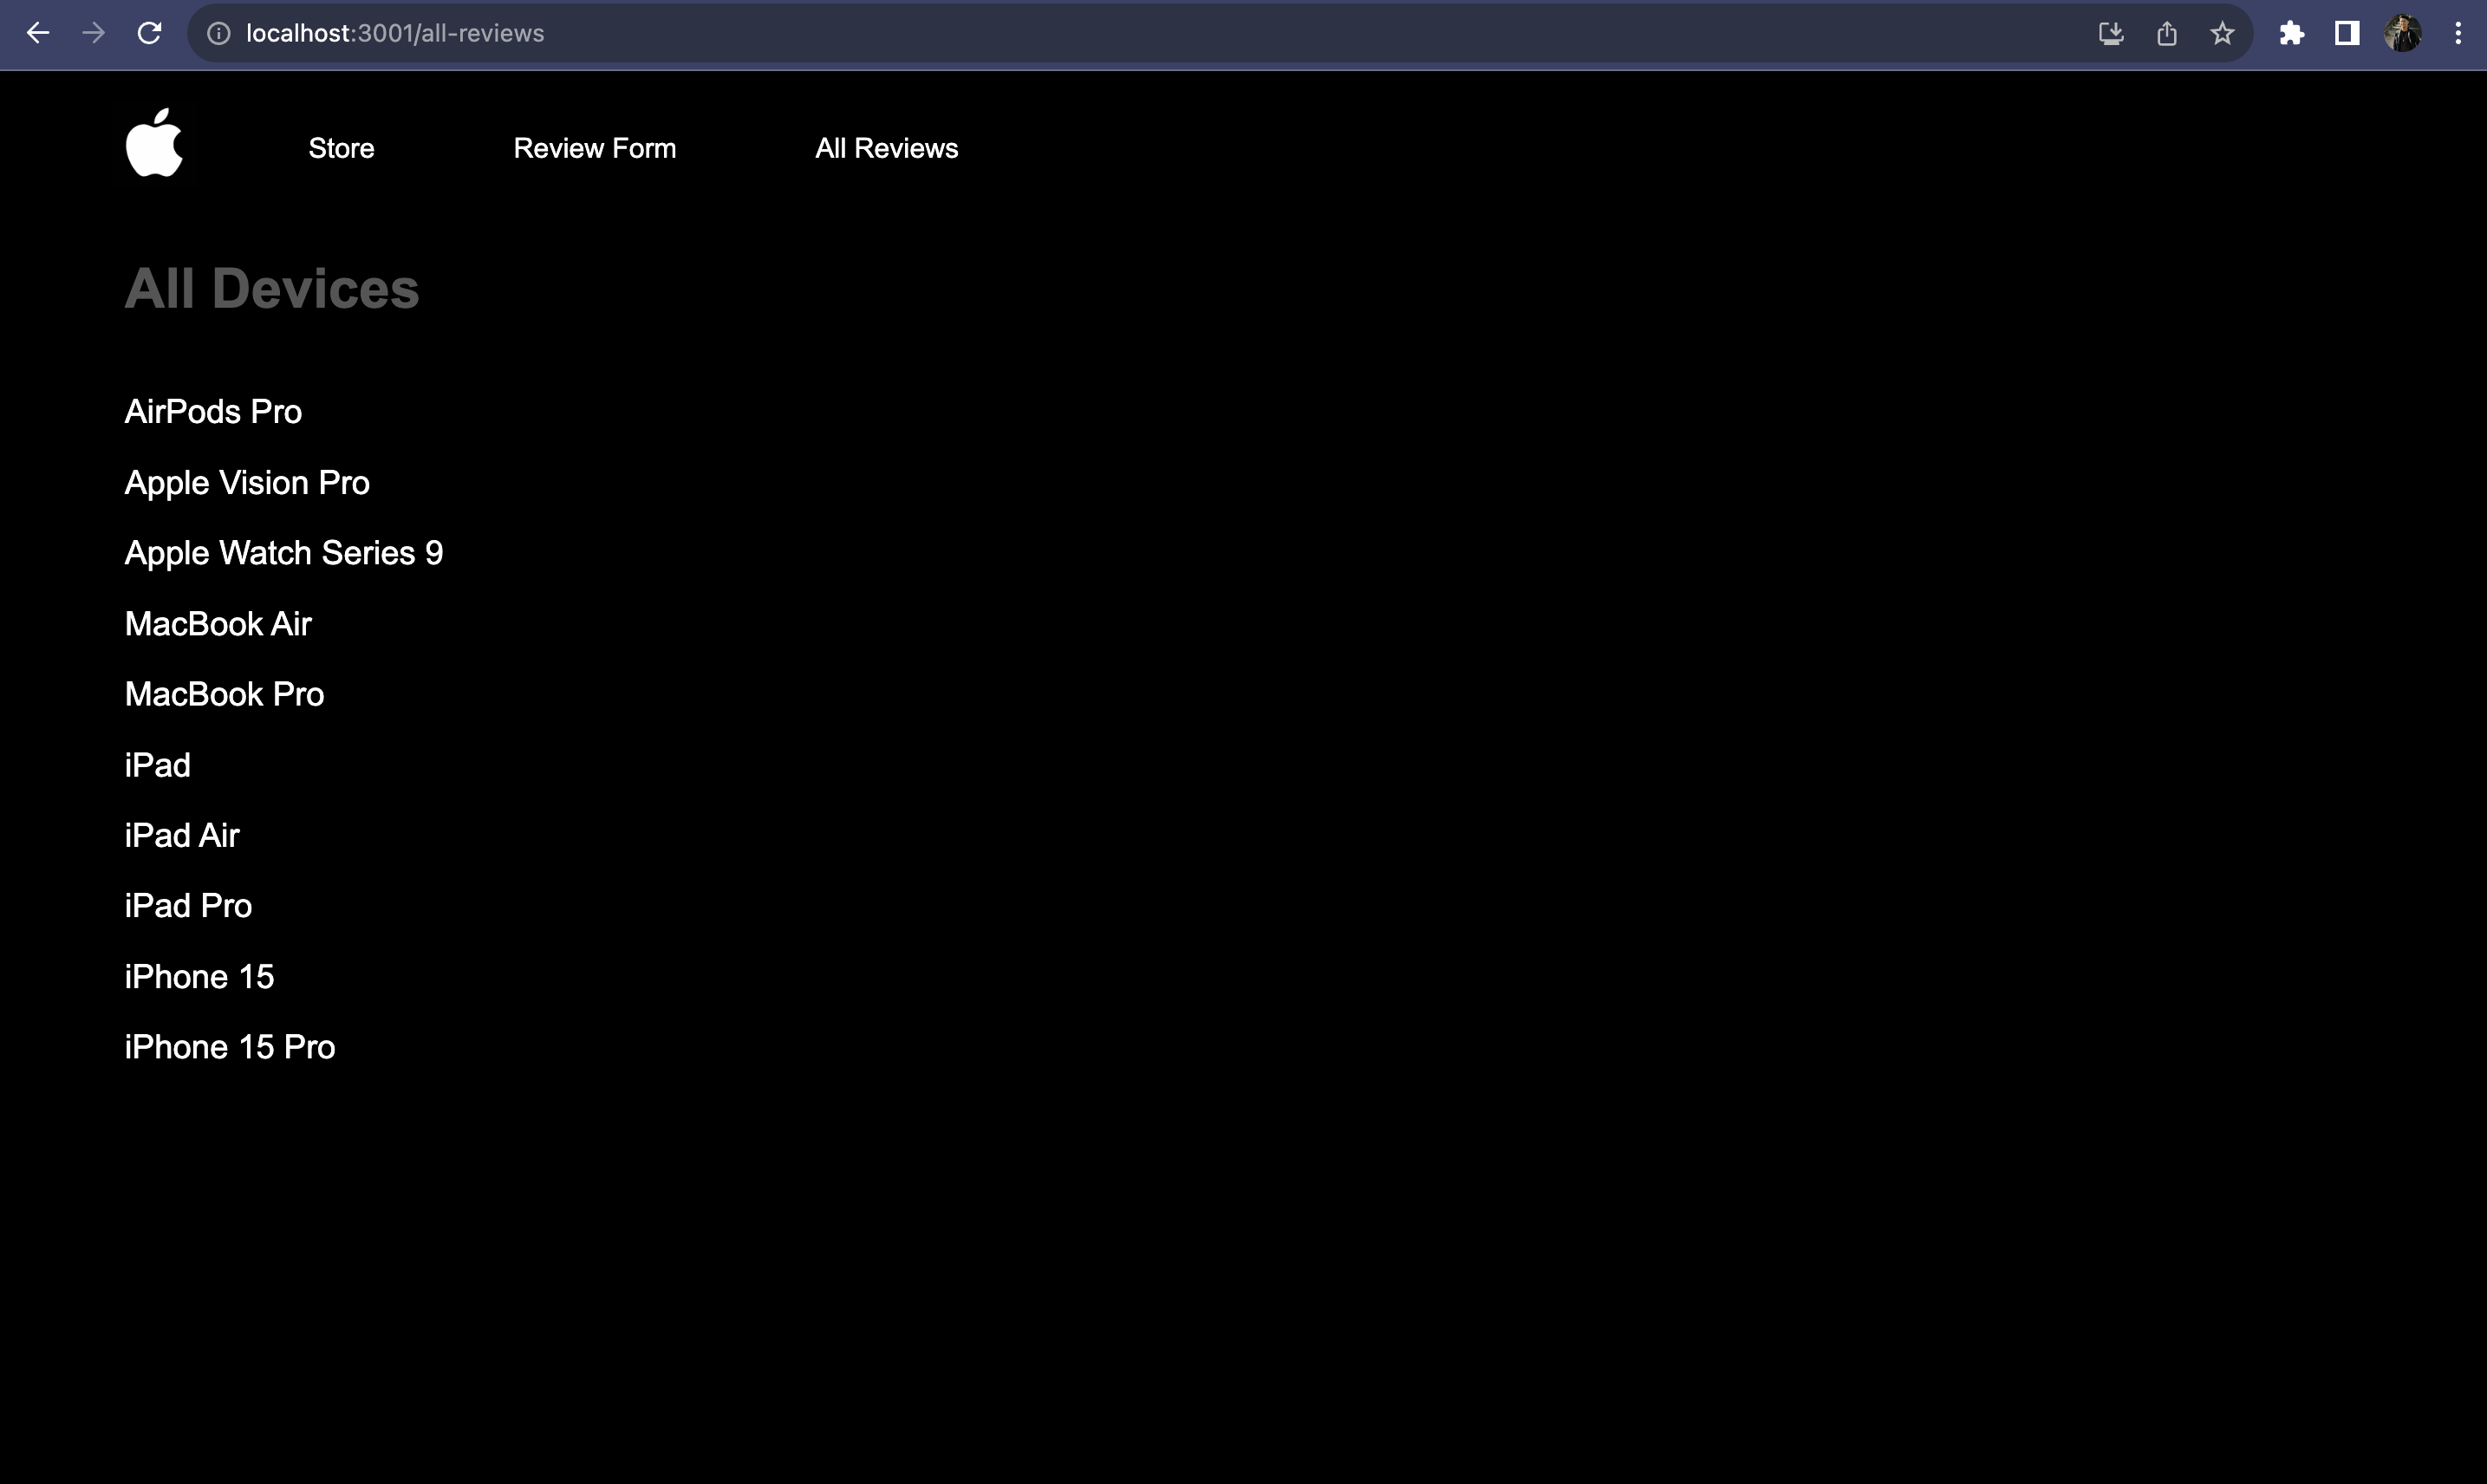 localhost:3001/all-reviews
Store Review Form All Reviews
All Devices
AirPods Pro
Apple Vision Pro
Apple Watch Series 9
MacBook Air
MacBook Pro
iPad
iPad Air
iPad Pro
iPhone 15
iPhone 15 Pro